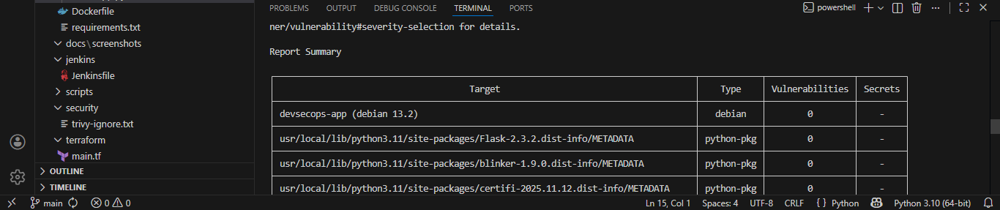 Dockerfile
requirements.txt
docs\screenshots
jenkins
Jenkinsfile
scripts
security
trivy-ignore.txt
terraform
main.tf
OUTLINE
TIMELINE
PROBLEMS OUTPUT DEBUG CONSOLE TERMINAL PORTS powershell
ner/vulnerability#severity-selection for details.
Report Summary
Target Type Vulnerabilities Secrets
devsecops-app (debian 13.2) debian 0 -
usr/local/lib/python3.11/site-packages/Flask-2.3.2.dist-info/METADATA python-pkg 0 -
usr/local/lib/python3.11/site-packages/blinker-1.9.0.dist-info/METADATA python-pkg 0 -
usr/local/lib/python3.11/site-packages/certifi-2025.11.12.dist-info/METADATA python-pkg 0 -
main 0 0 Ln 15, Col 1 Spaces: 4 UTF-8 CRLF { } Python Python 3.10 (64-bit)